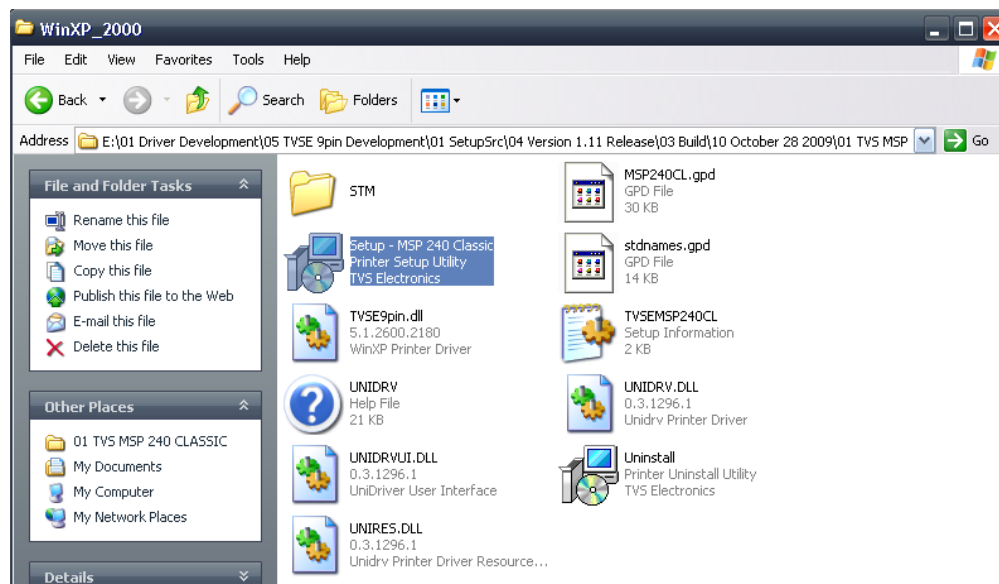 WinXP_2000
File Edit View Favorites Tools Help
Back Search Folders
Address E:\01 Driver Development\05 TVSE 9pin Development\01 SetupSrc\04 Version 1.11 Release\03 Build\10 October 28 2009\01 TVS MSP Go
File and Folder Tasks
Rename this file
Move this file
Copy this file
Publish this file to the Web
E-mail this file
Delete this file
Other Places
01 TVS MSP 240 CLASSIC
My Documents
My Computer
My Network Places
Details
STM
MSP240CL.gpd
GPD File
30 KB
Setup - MSP 240 Classic
Printer Setup Utility
TVS Electronics
stdnames.gpd
GPD File
14 KB
TVSE9pin.dll
5.1.2600.2180
WinXP Printer Driver
TVSEMSP240CL
Setup Information
2 KB
UNIDRV
Help File
21 KB
UNIDRV.DLL
0.3.1296.1
Unidrv Printer Driver
UNIDRVUI.DLL
0.3.1296.1
UniDriver User Interface
Uninstall
Printer Uninstall Utility
TVS Electronics
UNIRES.DLL
0.3.1296.1
Unidrv Printer Driver Resource...